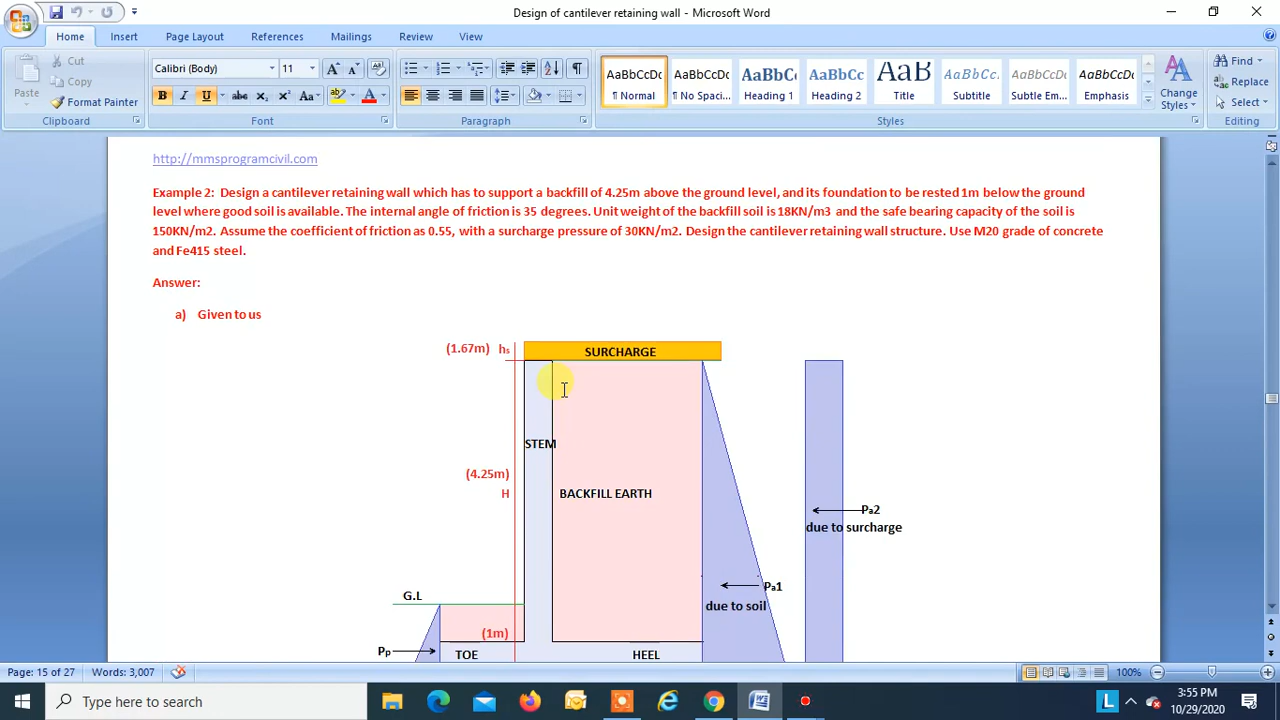 Design of cantilever retaining wall - Microsoft Word
Home Insert Page Layout References Mailings Review View
Paste
Cut
Copy
Format Painter
Calibri (Body) 11
AaBbCcDc AaBbCcDc AaBbCc AaBbCc AaB AaBbCc. AaBbCcDc AaBbCcDc
¶ Normal ¶ No Spaci... Heading 1 Heading 2 Title Subtitle Subtle Em... Emphasis
Change Styles
Find
Replace
Select
Clipboard Font Paragraph Styles Editing
http://mmsprogramcivil.com
Example 2: Design a cantilever retaining wall which has to support a backfill of 4.25m above the ground level, and its foundation to be rested 1m below the ground
level where good soil is available. The internal angle of friction is 35 degrees. Unit weight of the backfill soil is 18KN/m3 and the safe bearing capacity of the soil is
150KN/m2. Assume the coefficient of friction as 0.55, with a surcharge pressure of 30KN/m2. Design the cantilever retaining wall structure. Use M20 grade of concrete
and Fe415 steel.
Answer:
a) Given to us
(1.67m) hs
SURCHARGE
STEM
(4.25m)
H
BACKFILL EARTH
Pa2
due to surcharge
Pa1
due to soil
G.L
(1m)
Pp
TOE
HEEL
Page: 15 of 27 Words: 3,007 100%
Type here to search
L
3:55 PM
10/29/2020